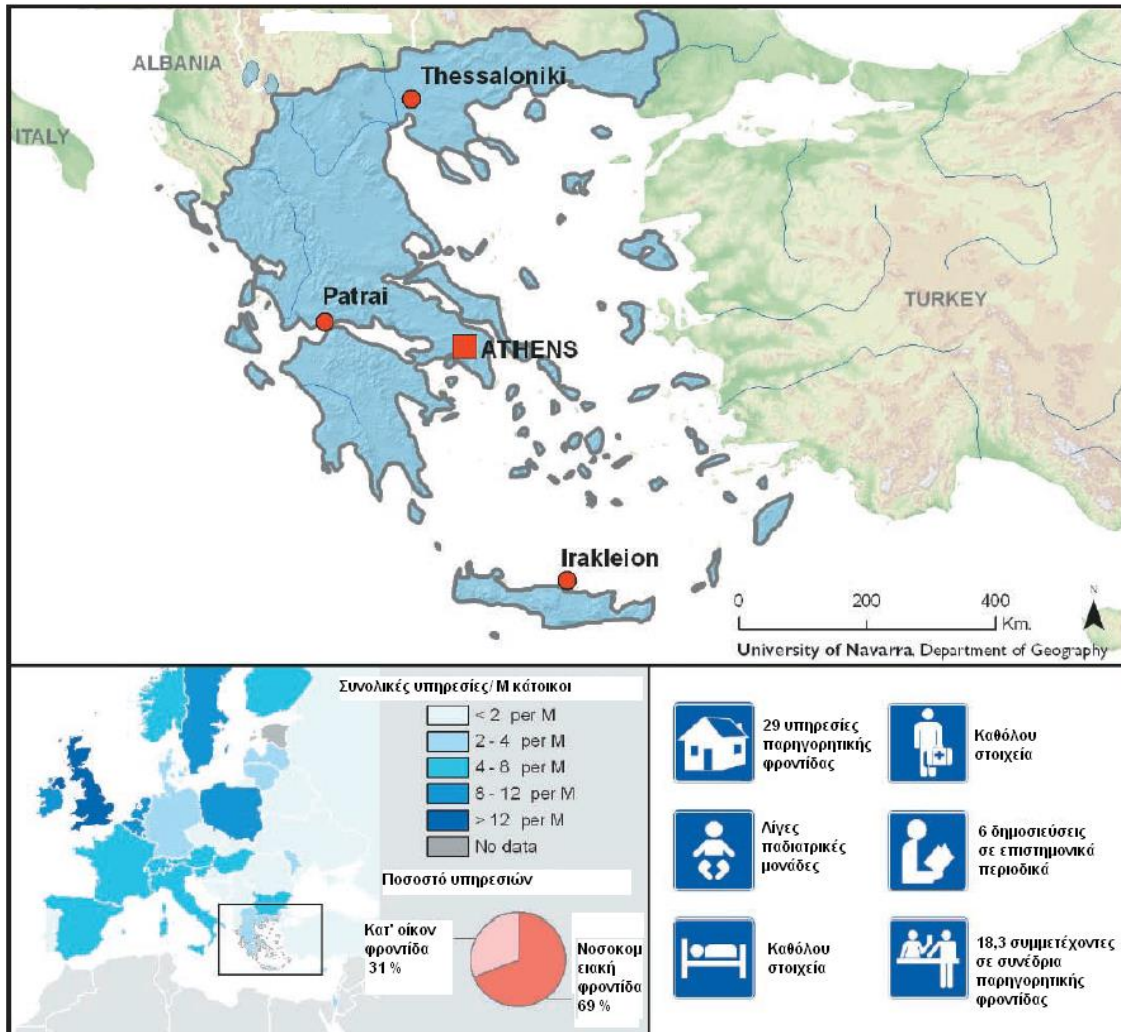 ALBANIA
Thessaloniki
ITALY
Patrai
TURKEY
ATHENS
Irakleion
0 200 400
Km.
N
University of Navarra, Department of Geography
Συνολικές υπηρεσίες/ Μ κάτοικοι
< 2 per M
2 - 4 per M
4 - 8 per M
8 - 12 per M
> 12 per M
No data
Ποσοστό υπηρεσιών
Κατ' οίκον
φροντίδα
31 %
Νοσοκομ
ειακή
φροντίδα
69 %
29 υπηρεσίες
παρηγορητικής
φροντίδας
Καθόλου
στοιχεία
Λίγες
παδιατρικές
μονάδες
6 δημοσιεύσεις
σε επιστημονικά
περιοδικά
Καθόλου
στοιχεία
18,3 συμμετέχοντες
σε συνέδρια
παρηγορητικής
φροντίδας